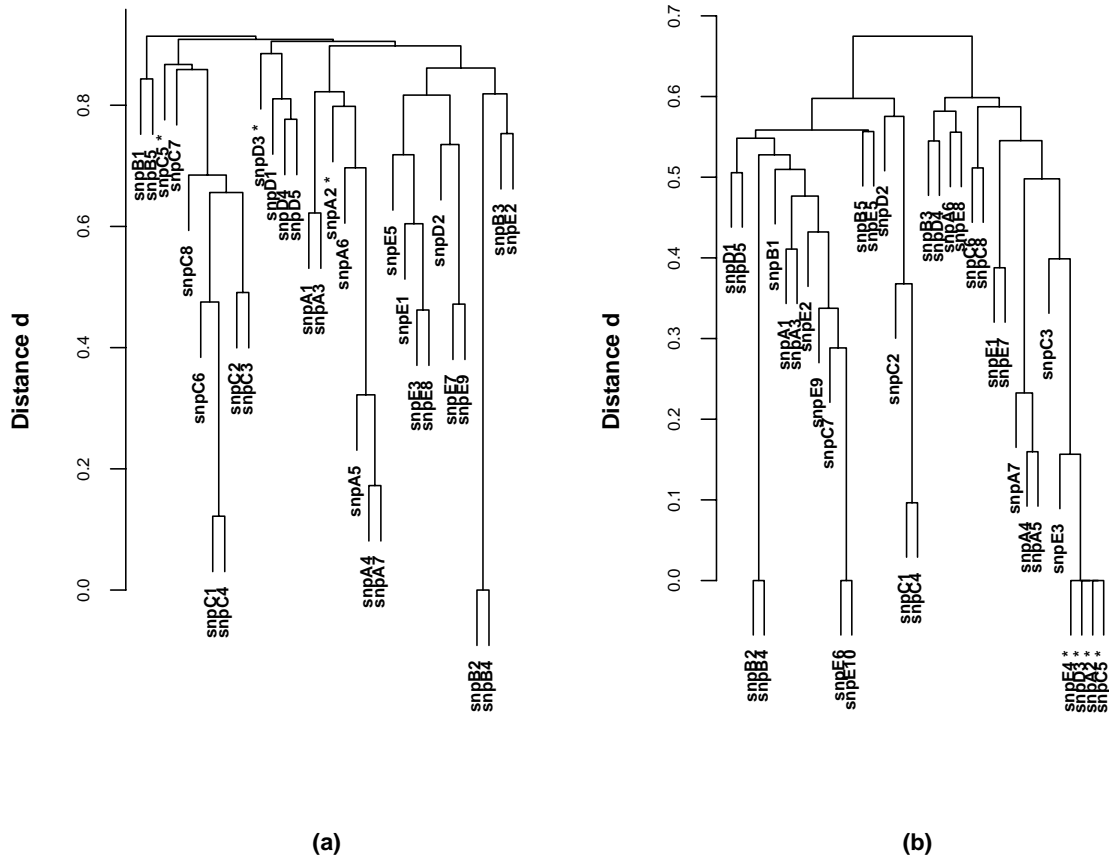 Distance d
0.0
0.2
0.4
0.6
0.8
snpB1
snpB5
snpC5 *
snpC7
snpC8
snpC6
snpC1
snpC4
snpC2
snpC3
snpD3 *
snpD1
snpD4
snpD5
snpA1
snpA3
snpA2 *
snpA6
snpA5
snpA4
snpA7
snpE5
snpE1
snpE3
snpE8
snpD2
snpE7
snpE9
snpB2
snpB4
snpB3
snpE2
(a)
Distance d
0.0
0.1
0.2
0.3
0.4
0.5
0.6
0.7
snpD1
snpD5
snpB2
snpB4
snpB1
snpA1
snpA3
snpE2
snpE9
snpC7
snpE6
snpE10
snpB5
snpE5
snpD2
snpC2
snpC1
snpC4
snpB3
snpD4
snpA6
snpE8
snpC6
snpC8
snpE1
snpE7
snpA7
snpA4
snpA5
snpC3
snpE3
snpE4 *
snpD3 *
snpA2 *
snpC5 *
(b)